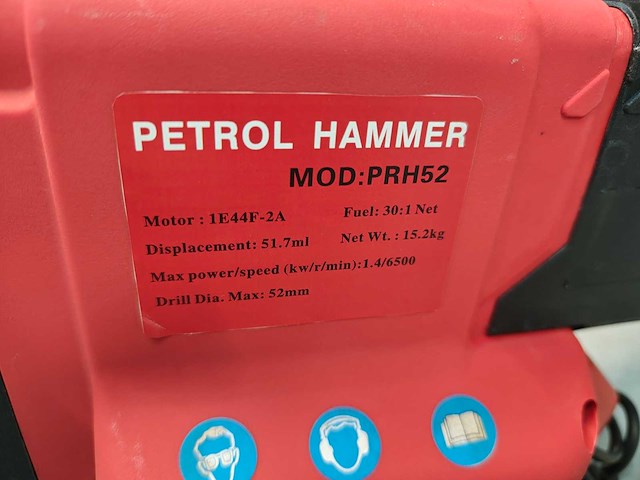 PETROL HAMMER
MOD:PRH52
Motor : 1E44F-2A Fuel: 30:1 Net
Displacement: 51.7ml Net Wt. : 15.2kg
Max power/speed (kw/r/min):1.4/6500
Drill Dia. Max: 52mm